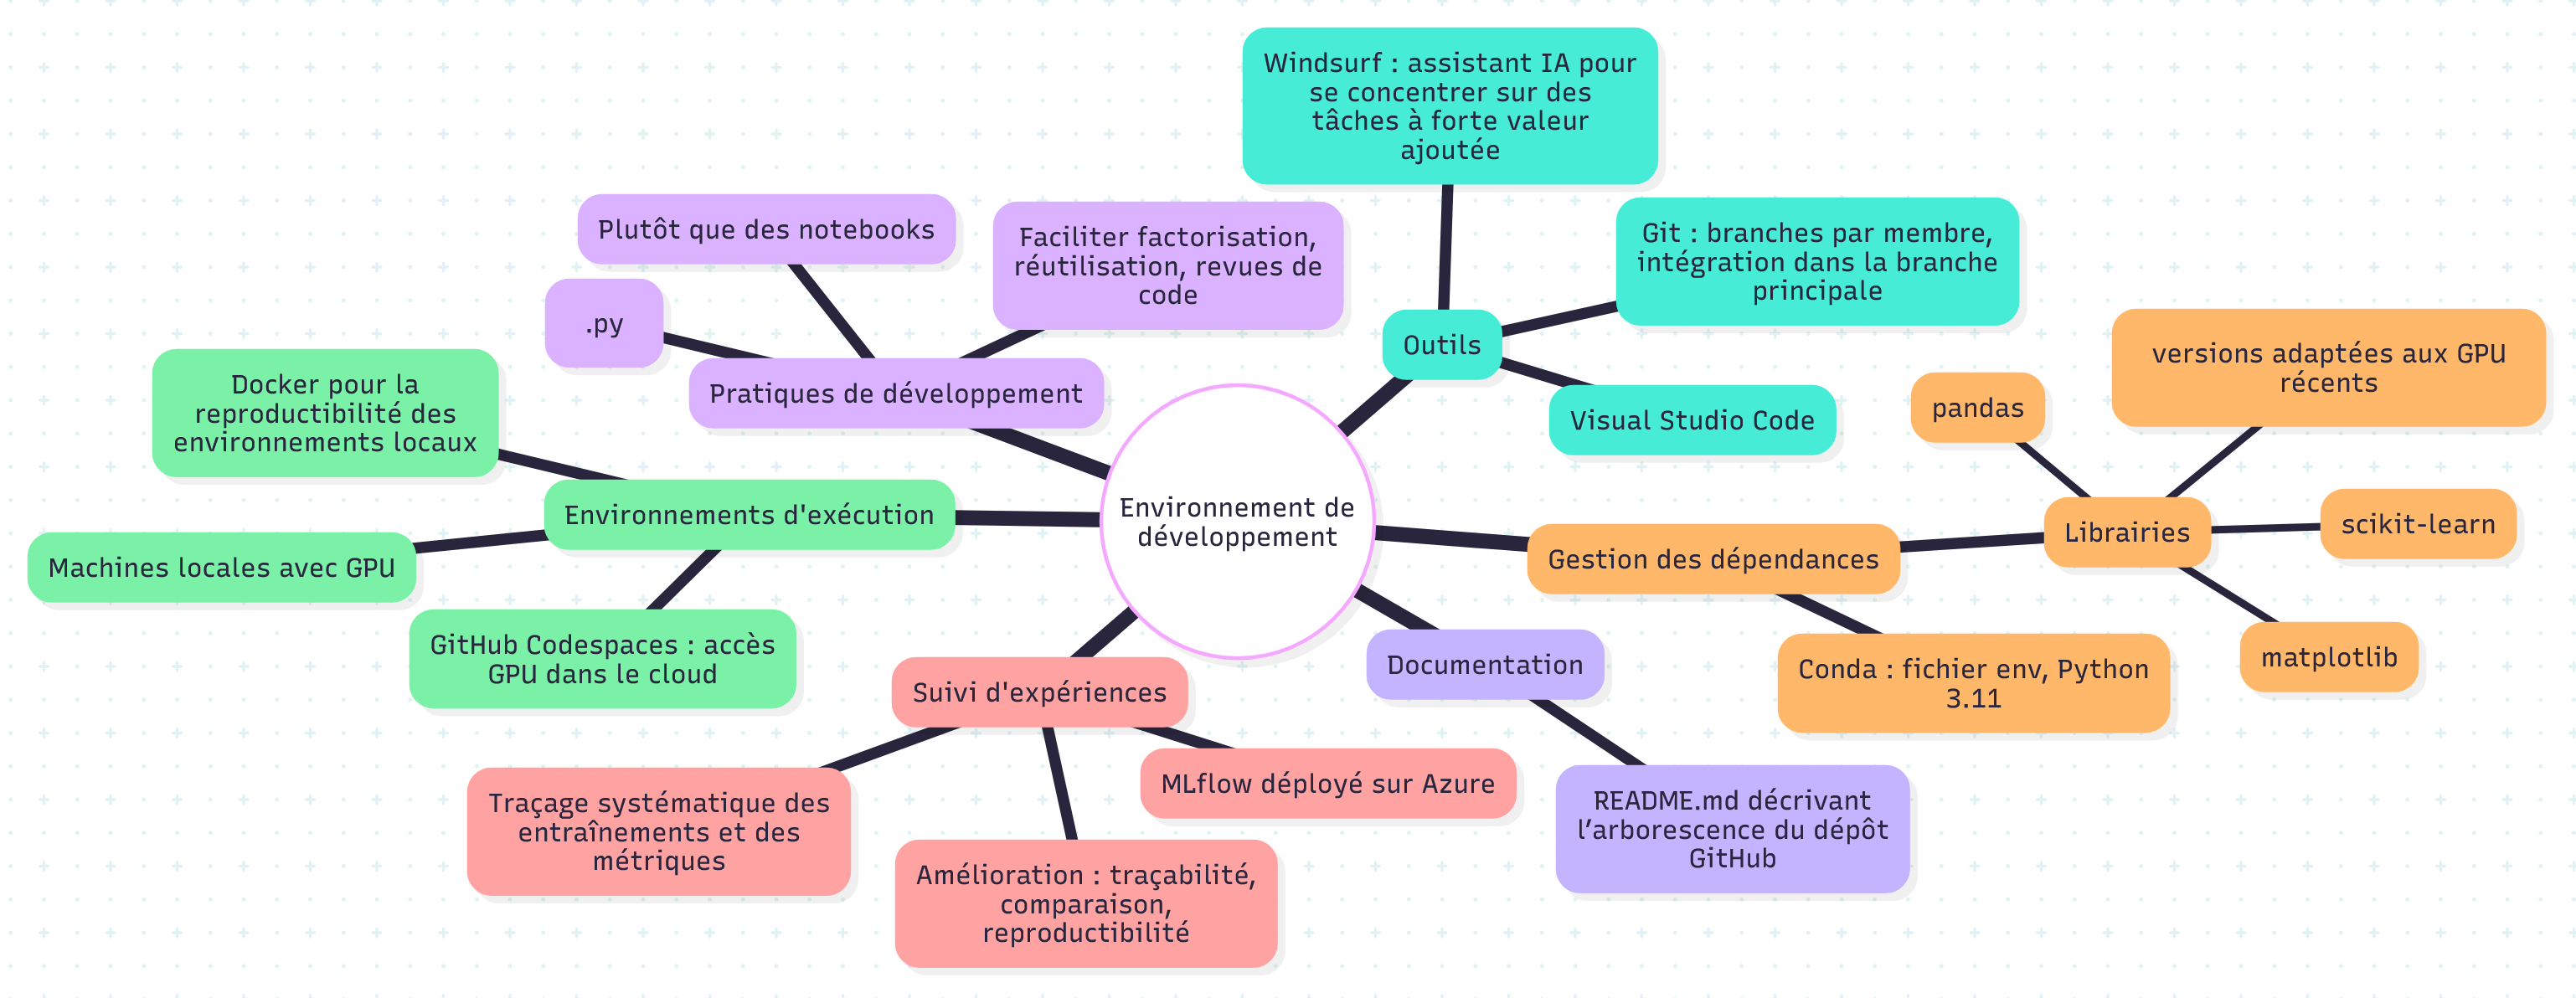 Windsurf : assistant IA pour
se concentrer sur des
tâches à forte valeur
ajoutée
Plutôt que des notebooks
Faciliter factorisation,
réutilisation, revues de
code
Git : branches par membre,
intégration dans la branche
principale
.py
Outils
versions adaptées aux GPU
récents
Docker pour la
reproductibilité des
environnements locaux
Pratiques de développement
Visual Studio Code
pandas
Environnements d'exécution
Environnement de
développement
Gestion des dépendances
Librairies
scikit-learn
Machines locales avec GPU
GitHub Codespaces : accès
GPU dans le cloud
Suivi d'expériences
Documentation
Conda : fichier env, Python
3.11
matplotlib
Traçage systématique des
entraînements et des
métriques
MLflow déployé sur Azure
README.md décrivant
l’arborescence du dépôt
GitHub
Amélioration : traçabilité,
comparaison,
reproductibilité